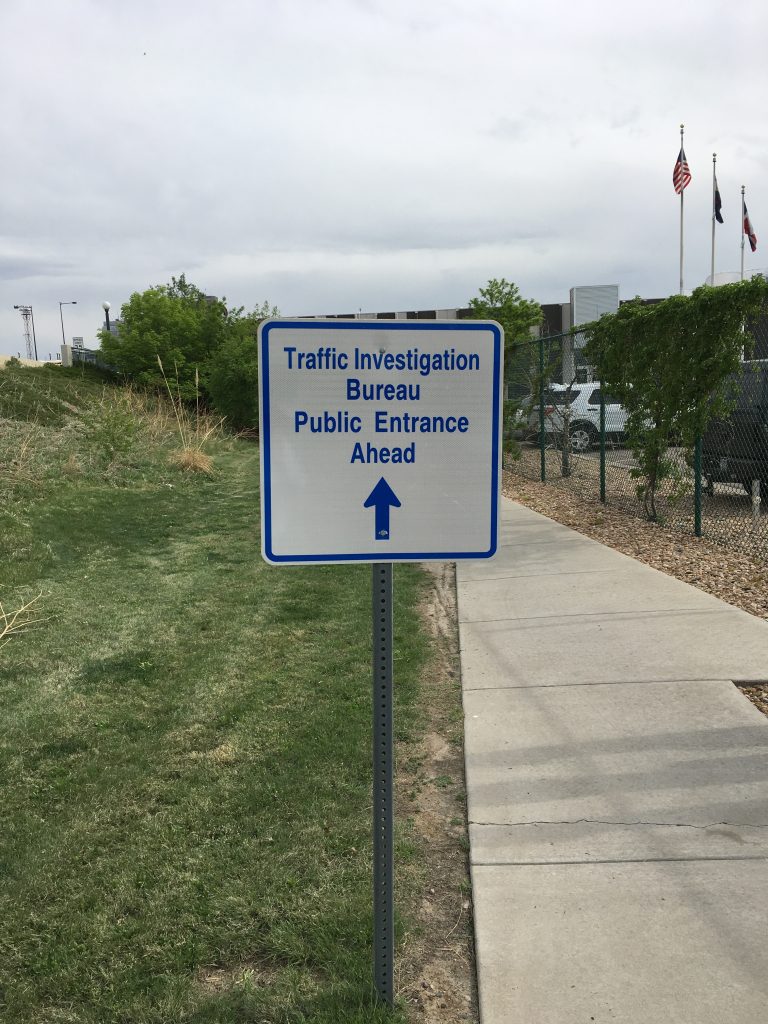 Traffic Investigation
Bureau
Public Entrance
Ahead